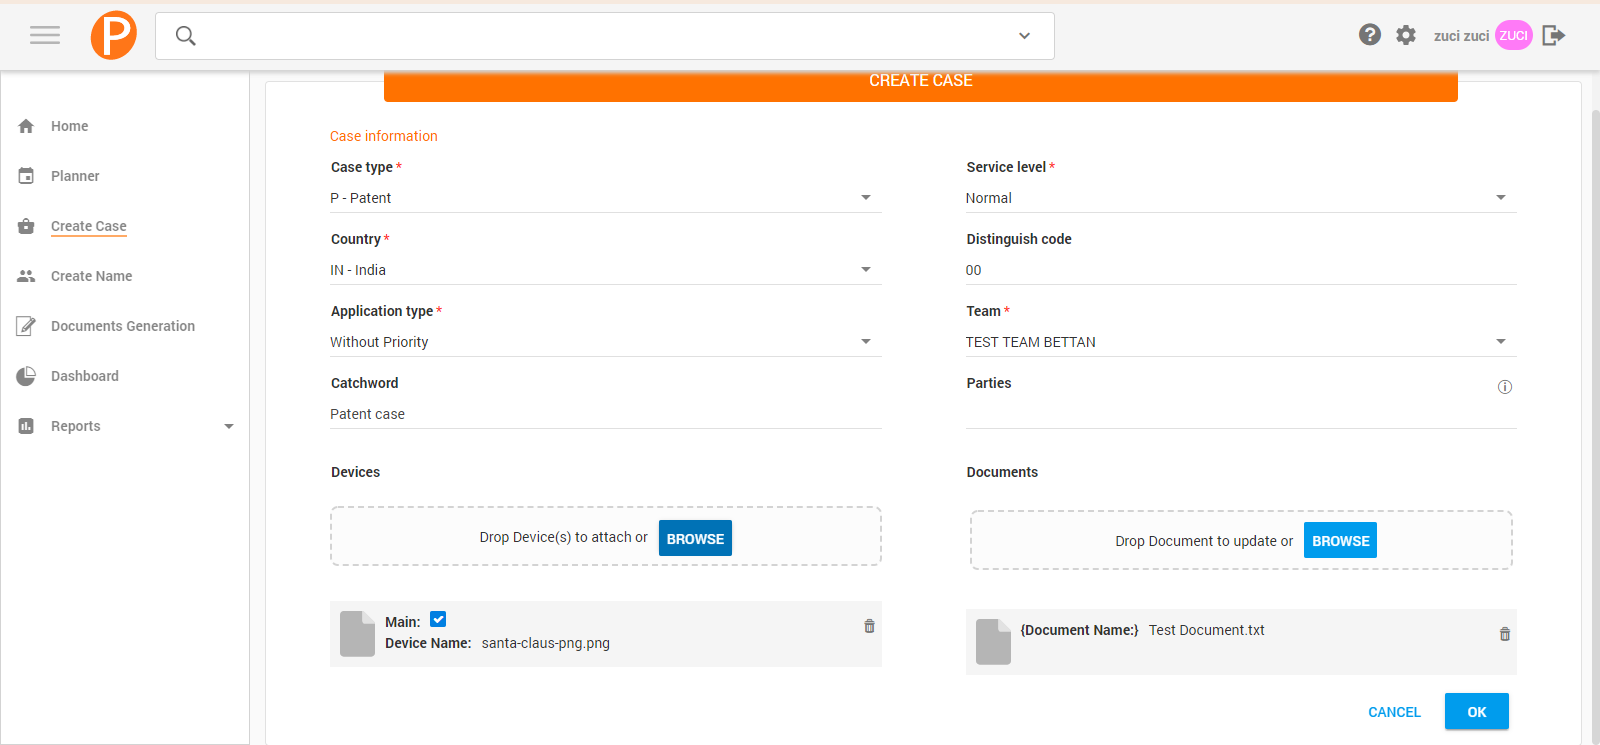 P
zuci zuci ZUCI
CREATE CASE
Home
Planner
Create Case
Create Name
Documents Generation
Dashboard
Reports
Case information
Case type *
P - Patent
Service level *
Normal
Country *
IN - India
Distinguish code
00
Application type *
Without Priority
Team *
TEST TEAM BETTAN
Catchword
Patent case
Parties
Devices
Drop Device(s) to attach or BROWSE
Main:
Device Name: santa-claus-png.png
Documents
Drop Document to update or BROWSE
{Document Name:} Test Document.txt
CANCEL OK